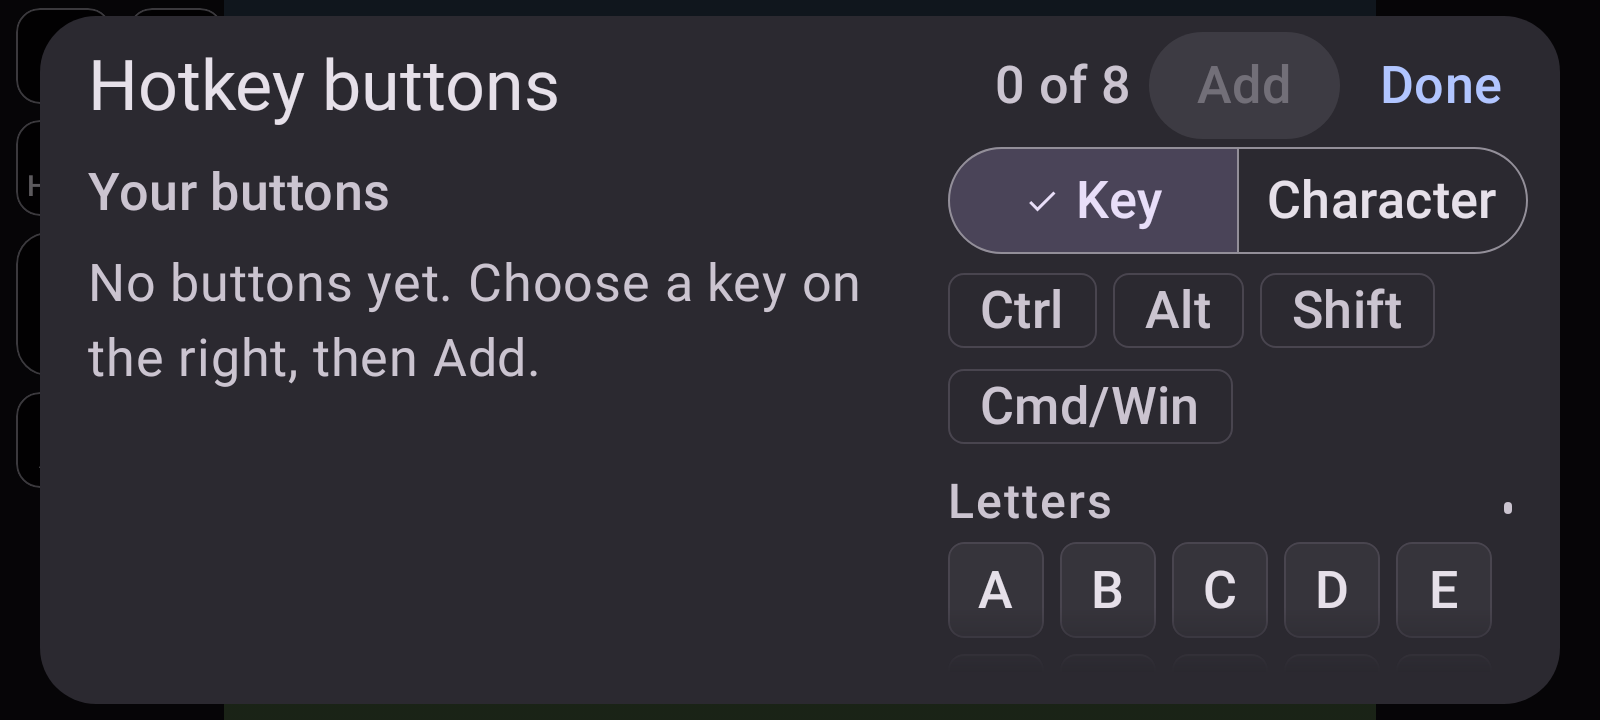 Hotkey buttons
0 of 8 Add Done
Your buttons
No buttons yet. Choose a key on
the right, then Add.
Key Character
Ctrl Alt Shift
Cmd/Win
Letters
A B C D E